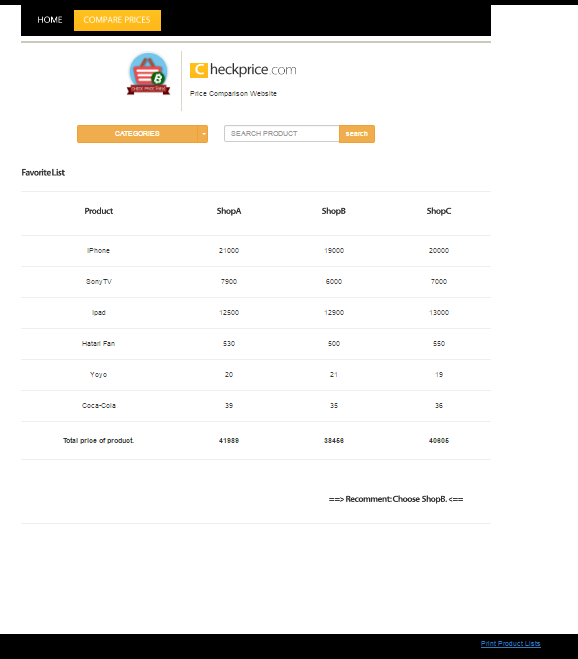 HOME COMPARE PRICES
CHECK PRICE THAILAND
Checkprice.com
Price Comparison Website
CATEGORIES SEARCH PRODUCT search
Favorite List
Product ShopA ShopB ShopC
iPhone 21000 19000 20000
SonyTV 7900 6000 7000
Ipad 12500 12900 13000
Hatari Fan 530 500 550
Yoyo 20 21 19
Coca-Cola 39 35 36
Total price of product. 41989 38456 40605
==> Recomment: Choose ShopB. <==
Print Product Lists